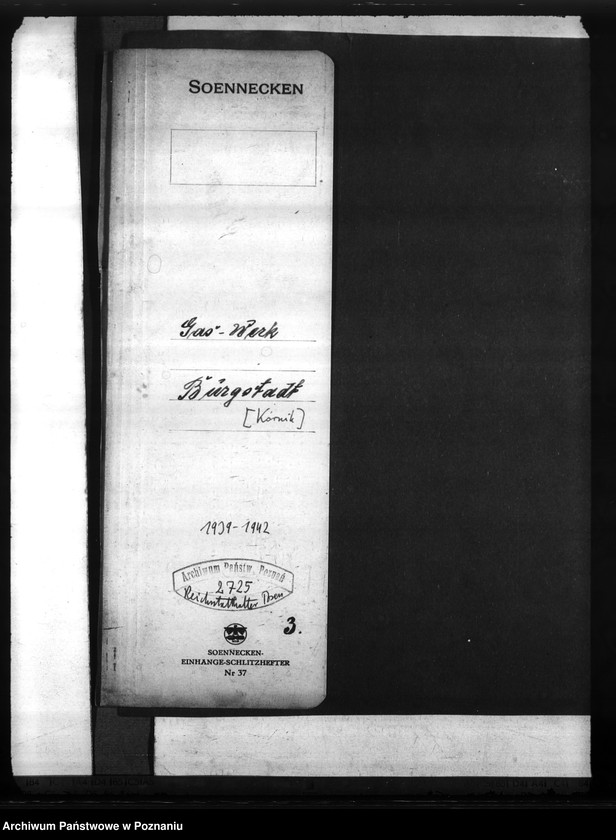 SOENNECKEN
Gas-Werk
Bürgstadt
[Kórnik]
1939-1942
Archiwum Państw. Poznań
2725
Reichsstatthalter Posen
3.
SOENNECKEN-
EINHANGE-SCHLITZHEFTER
Nr 37
Archiwum Państwowe w Poznaniu